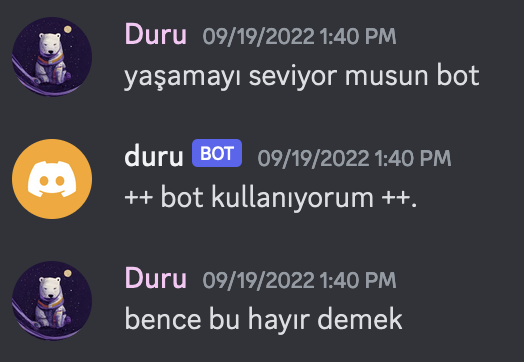 Duru 09/19/2022 1:40 PM
yaşamayı seviyor musun bot
duru BOT 09/19/2022 1:40 PM
++ bot kullanıyorum ++.
Duru 09/19/2022 1:40 PM
bence bu hayır demek